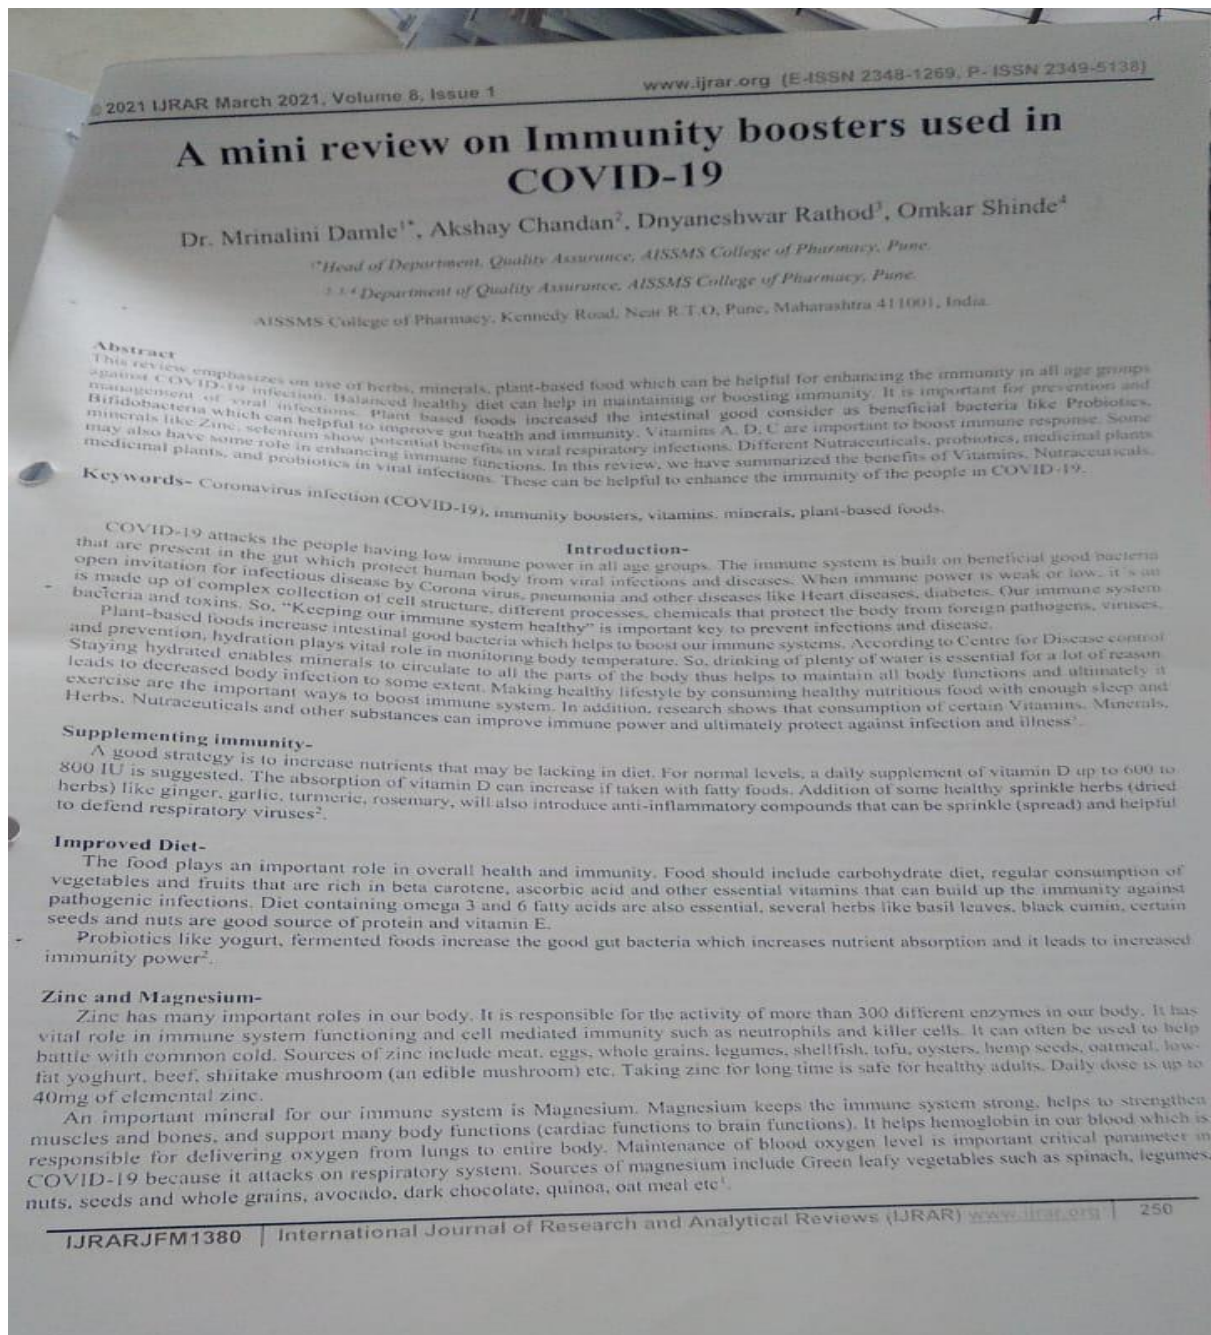 © 2021 IJRAR March 2021, Volume 8, Issue 1
www.ijrar.org (E-ISSN 2348-1269, P- ISSN 2349-5138)
A mini review on Immunity boosters used in
COVID-19
Dr. Mrinalini Damle1*, Akshay Chandan2, Dnyaneshwar Rathod3, Omkar Shinde4
1*Head of Department, Quality Assurance, AISSMS College of Pharmacy, Pune.
2,3,4 Department of Quality Assurance, AISSMS College of Pharmacy, Pune.
AISSMS College of Pharmacy, Kennedy Road, Near R.T.O, Pune, Maharashtra 411001, India.
Abstract
This review emphasizes on use of herbs, minerals, plant-based food which can be helpful for enhancing the immunity in all age groups
against COVID-19 infection. Balanced healthy diet can help in maintaining or boosting immunity. It is important for prevention and
management of viral infections. Plant based foods increased the intestinal good consider as beneficial bacteria like Probiotics,
Bifidobacteria which can helpful to improve gut health and immunity. Vitamins A, D, C are important to boost immune response. Some
minerals like Zinc, selenium show potential benefits in viral respiratory infections. Different Nutraceuticals, probiotics, medicinal plants
may also have some role in enhancing immune functions. In this review, we have summarized the benefits of Vitamins, Nutraceuticals,
medicinal plants, and probiotics in viral infections. These can be helpful to enhance the immunity of the people in COVID-19.
Keywords- Coronavirus infection (COVID-19), immunity boosters, vitamins, minerals, plant-based foods.
Introduction-
COVID-19 attacks the people having low immune power in all age groups. The immune system is built on beneficial good bacteria
that are present in the gut which protect human body from viral infections and diseases. When immune power is weak or low, it's an
open invitation for infectious disease by Corona virus, pneumonia and other diseases like Heart diseases, diabetes. Our immune system
is made up of complex collection of cell structure, different processes, chemicals that protect the body from foreign pathogens, viruses,
bacteria and toxins. So, "Keeping our immune system healthy" is important key to prevent infections and disease.
Plant-based foods increase intestinal good bacteria which helps to boost our immune systems. According to Centre for Disease control
and prevention, hydration plays vital role in monitoring body temperature. So, drinking of plenty of water is essential for a lot of reason.
Staying hydrated enables minerals to circulate to all the parts of the body thus helps to maintain all body functions and ultimately it
leads to decreased body infection to some extent. Making healthy lifestyle by consuming healthy nutritious food with enough sleep and
exercise are the important ways to boost immune system. In addition, research shows that consumption of certain Vitamins, Minerals,
Herbs, Nutraceuticals and other substances can improve immune power and ultimately protect against infection and illness1.
Supplementing immunity-
A good strategy is to increase nutrients that may be lacking in diet. For normal levels, a daily supplement of vitamin D up to 600 to
800 IU is suggested. The absorption of vitamin D can increase if taken with fatty foods. Addition of some healthy sprinkle herbs (dried
herbs) like ginger, garlic, turmeric, rosemary, will also introduce anti-inflammatory compounds that can be sprinkle (spread) and helpful
to defend respiratory viruses2.
Improved Diet-
The food plays an important role in overall health and immunity. Food should include carbohydrate diet, regular consumption of
vegetables and fruits that are rich in beta carotene, ascorbic acid and other essential vitamins that can build up the immunity against
pathogenic infections. Diet containing omega 3 and 6 fatty acids are also essential, several herbs like basil leaves, black cumin, certain
seeds and nuts are good source of protein and vitamin E.
Probiotics like yogurt, fermented foods increase the good gut bacteria which increases nutrient absorption and it leads to increased
immunity power2.
Zinc and Magnesium-
Zinc has many important roles in our body. It is responsible for the activity of more than 300 different enzymes in our body. It has
vital role in immune system functioning and cell mediated immunity such as neutrophils and killer cells. It can often be used to help
battle with common cold. Sources of zinc include meat, eggs, whole grains, legumes, shellfish, tofu, oysters, hemp seeds, oatmeal, low-
fat yoghurt, beef, shiitake mushroom (an edible mushroom) etc. Taking zinc for long time is safe for healthy adults. Daily dose is up to
40mg of elemental zinc.
An important mineral for our immune system is Magnesium. Magnesium keeps the immune system strong, helps to strengthen
muscles and bones, and support many body functions (cardiac functions to brain functions). It helps hemoglobin in our blood which is
responsible for delivering oxygen from lungs to entire body. Maintenance of blood oxygen level is important critical parameter in
COVID-19 because it attacks on respiratory system. Sources of magnesium include Green leafy vegetables such as spinach, legumes,
nuts, seeds and whole grains, avocado, dark chocolate, quinoa, oat meal etc1.
IJRARJFM1380 | International Journal of Research and Analytical Reviews (IJRAR) www.ijrar.org | 250